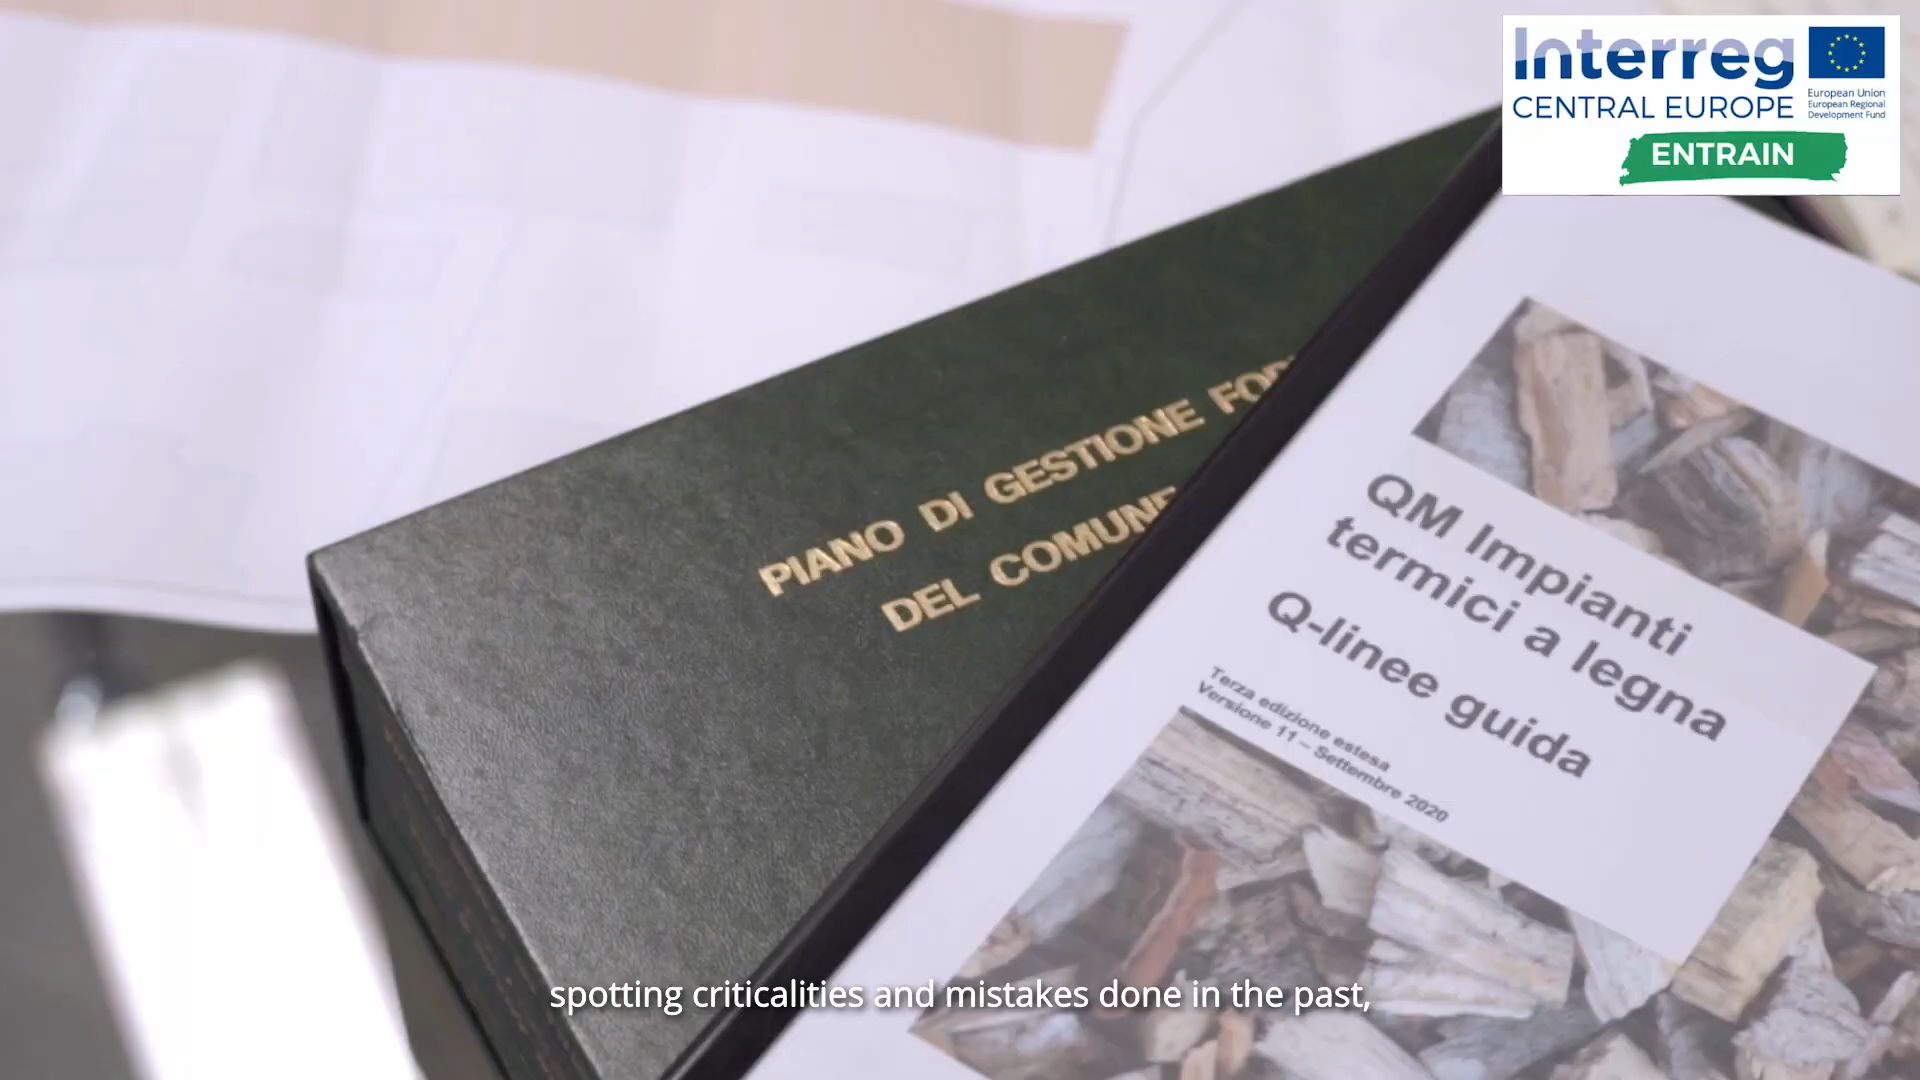 Interreg
CENTRAL EUROPE
European Union
European Regional
Development Fund
ENTRAIN
PIANO DI GESTIONE
DEL COMUNE
QM Impianti
termici a legna
Q-linee guida
Terza edizione estesa
Versione 11 – Settembre 2020
spotting criticalities and mistakes done in the past,